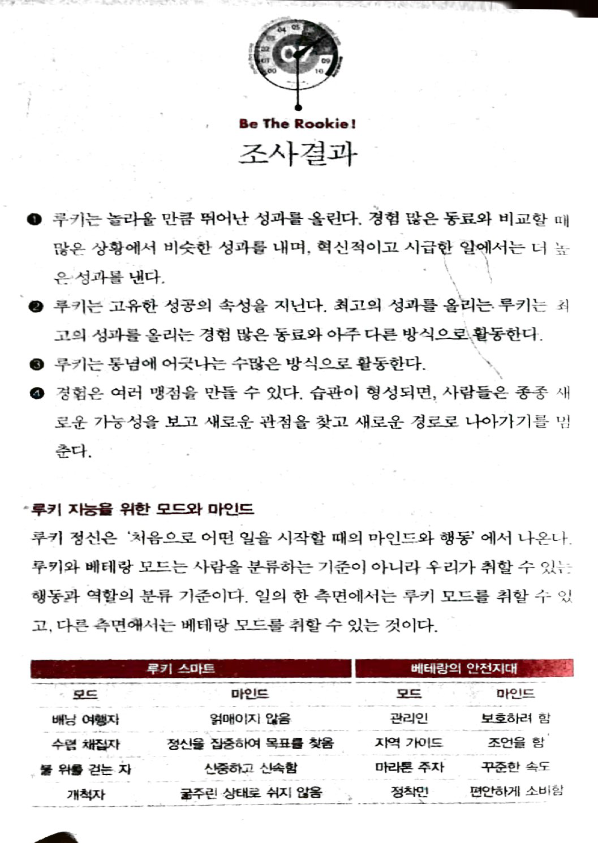 03 04 05
02 07
01 09
00 10
Be The Rookie!
조사결과
❶ 루키는 놀라울 만큼 뛰어난 성과를 올린다. 경험 많은 동료와 비교할 때
많은 상황에서 비슷한 성과를 내며, 혁신적이고 시급한 일에서는 더 높
은 성과를 낸다.
❷ 루키는 고유한 성공의 속성을 지닌다. 최고의 성과를 올리는 루키는 최
고의 성과를 올리는 경험 많은 동료와 아주 다른 방식으로 활동한다.
❸ 루키는 통념에 어긋나는 수많은 방식으로 활동한다.
❹ 경험은 여러 맹점을 만들 수 있다. 습관이 형성되면, 사람들은 종종 새
로운 가능성을 보고 새로운 관점을 찾고 새로운 경로로 나아가기를 멈
춘다.
루키 지능을 위한 모드와 마인드
루키 정신은 ‘처음으로 어떤 일을 시작할 때의 마인드와 행동’에서 나온다.
루키와 베테랑 모드는 사람을 분류하는 기준이 아니라 우리가 취할 수 있는
행동과 역할의 분류 기준이다. 일의 한 측면에서는 루키 모드를 취할 수 있
고, 다른 측면에서는 베테랑 모드를 취할 수 있는 것이다.
루키 스마트 베테랑의 안전지대
모드 마인드 모드 마인드
배낭 여행자 얽매이지 않음 관리인 보호하려 함
수렵 채집자 정신을 집중하여 목표를 찾음 지역 가이드 조언을 함
불 위를 걷는 자 신중하고 신속함 마라톤 주자 꾸준한 속도
개척자 굶주린 상태로 쉬지 않음 정착민 편안하게 소비함